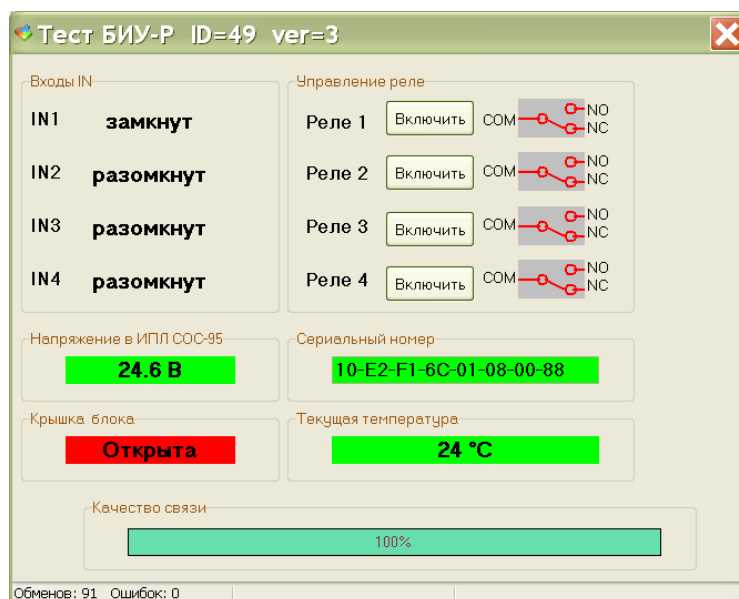 Тест БИУ-Р ID=49 ver=3
Входы IN
IN1 замкнут
IN2 разомкнут
IN3 разомкнут
IN4 разомкнут
Управление реле
Реле 1 Включить COM NO NC
Реле 2 Включить COM NO NC
Реле 3 Включить COM NO NC
Реле 4 Включить COM NO NC
Напряжение в ИПЛ СОС-95
24.6 В
Сериальный номер
10-E2-F1-6C-01-08-00-88
Крышка блока
Открыта
Текущая температура
24 °C
Качество связи
100%
Обменов: 91 Ошибок: 0